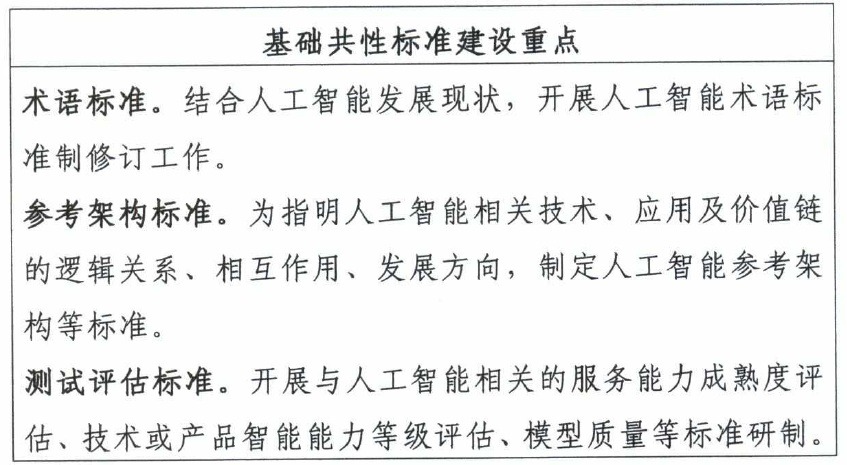 基础共性标准建设重点
术语标准。结合人工智能发展现状，开展人工智能术语标
准制修订工作。
参考架构标准。为指明人工智能相关技术、应用及价值链
的逻辑关系、相互作用、发展方向，制定人工智能参考架
构等标准。
测试评估标准。开展与人工智能相关的服务能力成熟度评
估、技术或产品智能能力等级评估、模型质量等标准研制。